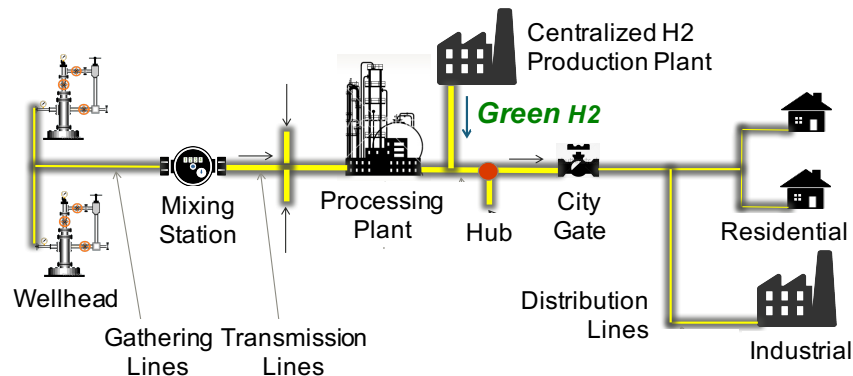 Centralized H2
Production Plant
Green H2
Mixing
Station
Processing
Plant
Hub
City
Gate
Residential
Wellhead
Gathering
Lines
Transmission
Lines
Distribution
Lines
Industrial